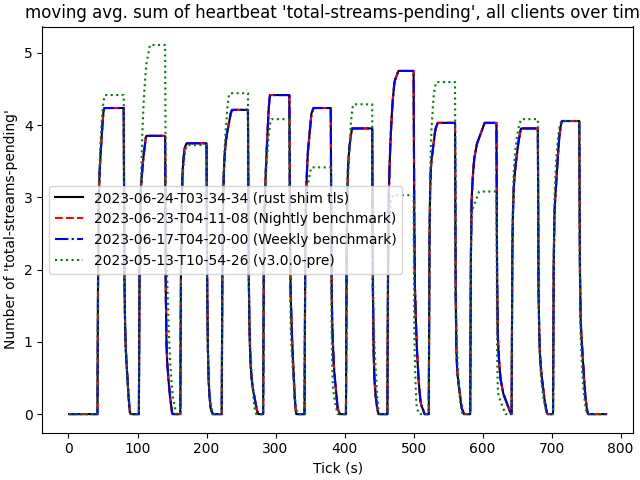 moving avg. sum of heartbeat 'total-streams-pending', all clients over tim
Number of 'total-streams-pending'
5
4
3
2
1
0
2023-06-24-T03-34-34 (rust shim tls)
2023-06-23-T04-11-08 (Nightly benchmark)
2023-06-17-T04-20-00 (Weekly benchmark)
2023-05-13-T10-54-26 (v3.0.0-pre)
0 100 200 300 400 500 600 700 800
Tick (s)